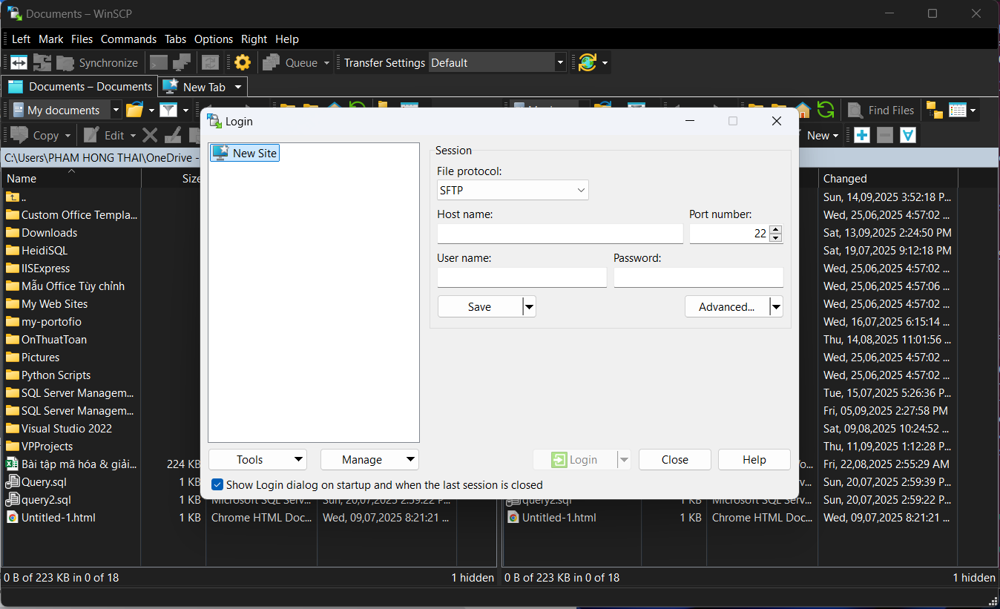 Documents – WinSCP
Left Mark Files Commands Tabs Options Right Help
Synchronize Queue Transfer Settings Default
Documents – Documents New Tab
My documents Find Files
Copy Edit New
C:\Users\PHAM HONG THAI\OneDrive -
Name Size Changed
..
Custom Office Templa...
Downloads
HeidiSQL
IISExpress
Mẫu Office Tùy chỉnh
My Web Sites
my-portofio
OnThuatToan
Pictures
Python Scripts
SQL Server Managem...
SQL Server Managem...
Visual Studio 2022
VPProjects
Bài tập mã hóa & giải... 224 KB
Query.sql 1 KB
query2.sql 1 KB Microsoft SQL Serv... Sun, 20,07,2025 2:59:22 P...
Untitled-1.html 1 KB Chrome HTML Doc... Wed, 09,07,2025 8:21:21 ...
Login
New Site
Session
File protocol:
SFTP
Host name: Port number:
22
User name: Password:
Save Advanced...
Tools Manage Login Close Help
Show Login dialog on startup and when the last session is closed
Sun, 14,09,2025 3:52:18 P...
Wed, 25,06,2025 4:57:02 ...
Sat, 13,09,2025 2:24:50 PM
Sat, 19,07,2025 9:12:18 PM
Wed, 25,06,2025 4:57:02 ...
Wed, 25,06,2025 4:57:06 ...
Wed, 25,06,2025 4:57:02 ...
Wed, 16,07,2025 6:15:14 ...
Thu, 14,08,2025 11:01:56 ...
Wed, 25,06,2025 4:57:02 ...
Wed, 25,06,2025 4:57:02 ...
Tue, 15,07,2025 5:26:36 P...
Fri, 05,09,2025 2:27:58 PM
Sat, 09,08,2025 10:24:52 ...
Thu, 11,09,2025 1:12:28 P...
Fri, 22,08,2025 2:55:29 AM
Sun, 20,07,2025 2:59:39 P...
query2.sql 1 KB Microsoft SQL Serv... Sun, 20,07,2025 2:59:22 P...
Untitled-1.html 1 KB Chrome HTML Doc... Wed, 09,07,2025 8:21:21 ...
0 B of 223 KB in 0 of 18 1 hidden 0 B of 223 KB in 0 of 18 1 hidden